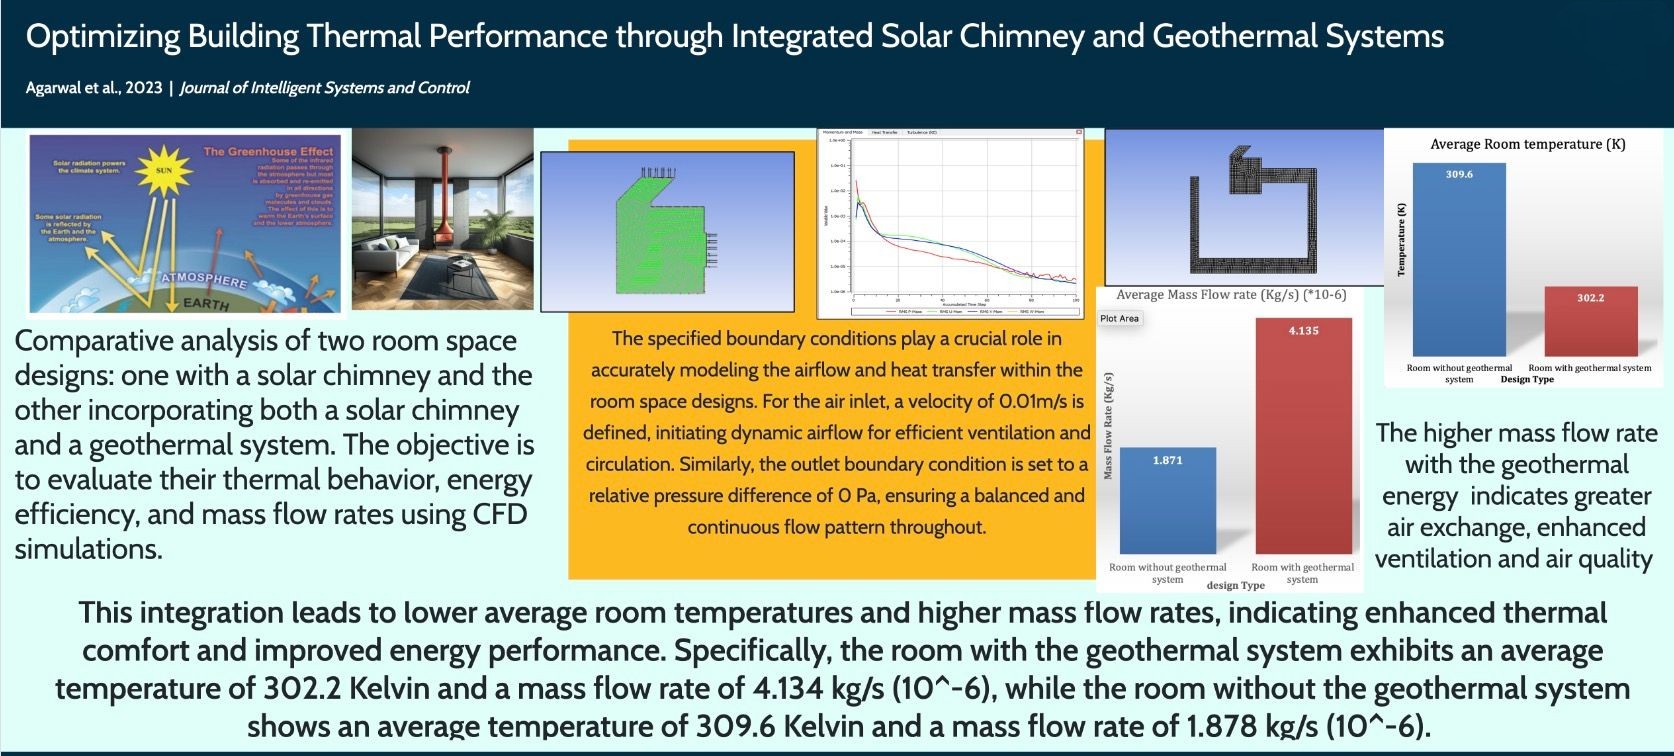 Optimizing Building Thermal Performance through Integrated Solar Chimney and Geothermal Systems
Agarwal et al., 2023 | Journal of Intelligent Systems and Control
Solar radiation powers
the climate system.
SUN
The Greenhouse Effect
Some of the infrared
radiation passes through
the atmosphere but most
is absorbed and re-emitted
in all directions
by greenhouse gas
molecules and clouds.
The effect of this is to
warm the Earth's surface
and the lower atmosphere.
Some solar radiation
is reflected by
the Earth and the
atmosphere.
ATMOSPHERE
EARTH
Comparative analysis of two room space
designs: one with a solar chimney and the
other incorporating both a solar chimney
and a geothermal system. The objective is
to evaluate their thermal behavior, energy
efficiency, and mass flow rates using CFD
simulations.
Momentum and Mass Heat Transfer Turbulence (KE)
Accumulated Time Step
The specified boundary conditions play a crucial role in
accurately modeling the airflow and heat transfer within the
room space designs. For the air inlet, a velocity of 0.01m/s is
defined, initiating dynamic airflow for efficient ventilation and
circulation. Similarly, the outlet boundary condition is set to a
relative pressure difference of 0 Pa, ensuring a balanced and
continuous flow pattern throughout.
Average Mass Flow rate (Kg/s) (*10-6)
Plot Area
4.135
1.871
Mass Flow Rate (Kg/s)
Room without geothermal
system
Room with geothermal
system
design Type
Average Room temperature (K)
309.6
302.2
Temperature (K)
Room without geothermal
system
Room with geothermal system
Design Type
The higher mass flow rate
with the geothermal
energy indicates greater
air exchange, enhanced
ventilation and air quality
This integration leads to lower average room temperatures and higher mass flow rates, indicating enhanced thermal
comfort and improved energy performance. Specifically, the room with the geothermal system exhibits an average
temperature of 302.2 Kelvin and a mass flow rate of 4.134 kg/s (10^-6), while the room without the geothermal system
shows an average temperature of 309.6 Kelvin and a mass flow rate of 1.878 kg/s (10^-6).